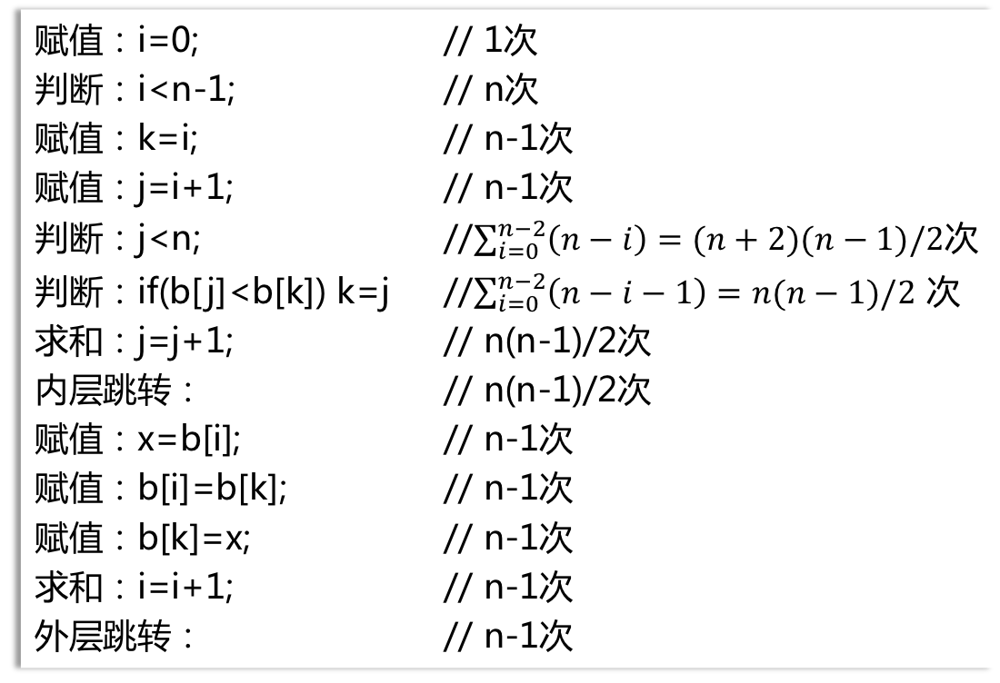 赋值：i=0; // 1次
判断：i<n-1; // n次
赋值：k=i; // n-1次
赋值：j=i+1; // n-1次
判断：j<n; //∑_{i=0}^{n−2}(n − i) = (n + 2)(n − 1)/2次
判断：if(b[j]<b[k]) k=j //∑_{i=0}^{n−2}(n − i − 1) = n(n − 1)/2 次
求和：j=j+1; // n(n-1)/2次
内层跳转： // n(n-1)/2次
赋值：x=b[i]; // n-1次
赋值：b[i]=b[k]; // n-1次
赋值：b[k]=x; // n-1次
求和：i=i+1; // n-1次
外层跳转： // n-1次